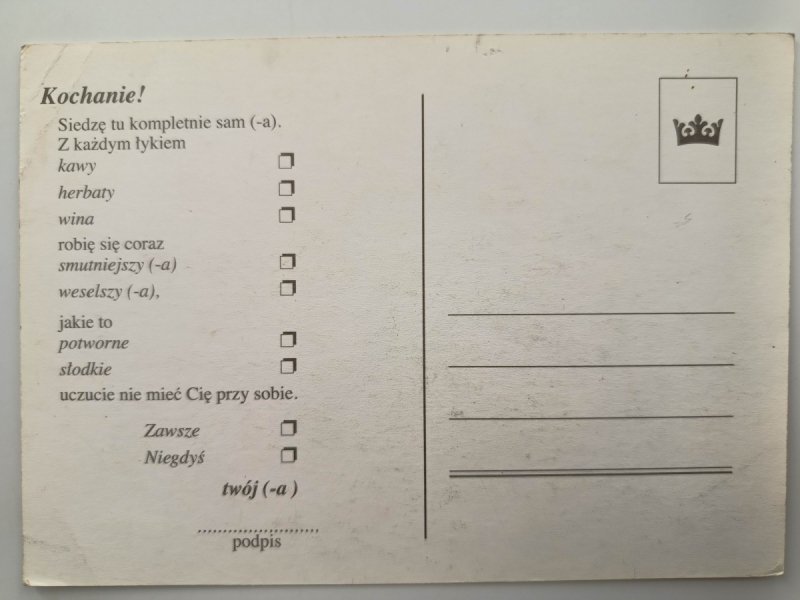 Kochanie!
Siedzę tu kompletnie sam (-a).
Z każdym łykiem
kawy ❒
herbaty ❒
wina ❒
robię się coraz
smutniejszy (-a) ❒
weselszy (-a), ❒
jakie to
potworne ❒
słodkie ❒
uczucie nie mieć Cię przy sobie.
Zawsze ❒
Niegdyś ❒
twój (-a )
........................
podpis